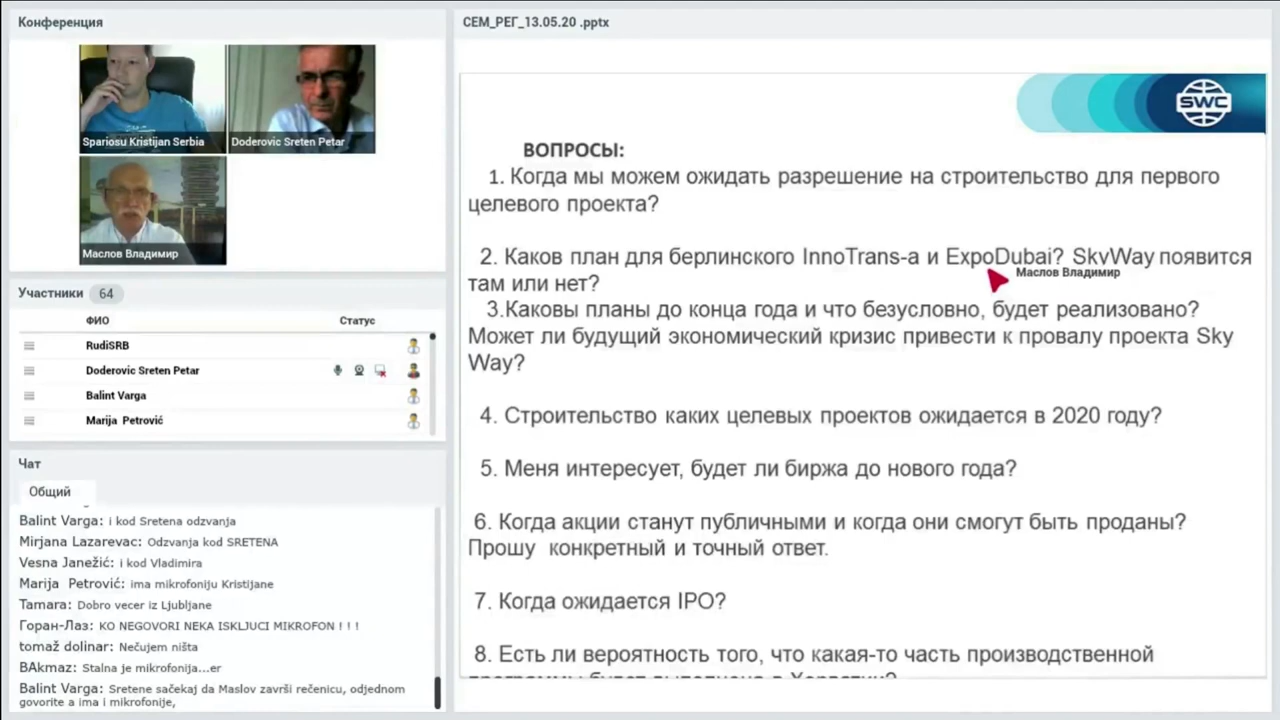 Конференция
Spariosu Kristijan Serbia
Doderovic Sreten Petar
Маслов Владимир
Участники 64
ФИО Статус
RudiSRB
Doderovic Sreten Petar
Balint Varga
Marija Petrović
Чат
Общий
Balint Varga: i kod Sretena odzvanja
Mirjana Lazarevac: Odzvanja kod SRETENA
Vesna Janežić: i kod Vladimira
Marija Petrović: ima mikrofoniju Kristijane
Tamara: Dobro vecer iz Ljubljane
Горан-Лаз: KO NEGOVORI NEKA ISKLJUCI MIKROFON ! ! !
tomaž dolinar: Nečujem ništa
BAkmaz: Stalna je mikrofonija...er
Balint Varga: Sretene sačekaj da Maslov završi rečenicu, odjednom
govorite a ima i mikrofonije,
СЕМ_РЕГ_13.05.20 .pptx
SWC
ВОПРОСЫ:
1. Когда мы можем ожидать разрешение на строительство для первого
целевого проекта?
2. Каков план для берлинского InnoTrans-a и ExpoDubai? SkyWay появится
Маслов Владимир
там или нет?
3.Каковы планы до конца года и что безусловно, будет реализовано?
Может ли будущий экономический кризис привести к провалу проекта Sky
Way?
4. Строительство каких целевых проектов ожидается в 2020 году?
5. Меня интересует, будет ли биржа до нового года?
6. Когда акции станут публичными и когда они смогут быть проданы?
Прошу конкретный и точный ответ.
7. Когда ожидается IPO?
8. Есть ли вероятность того, что какая-то часть производственной